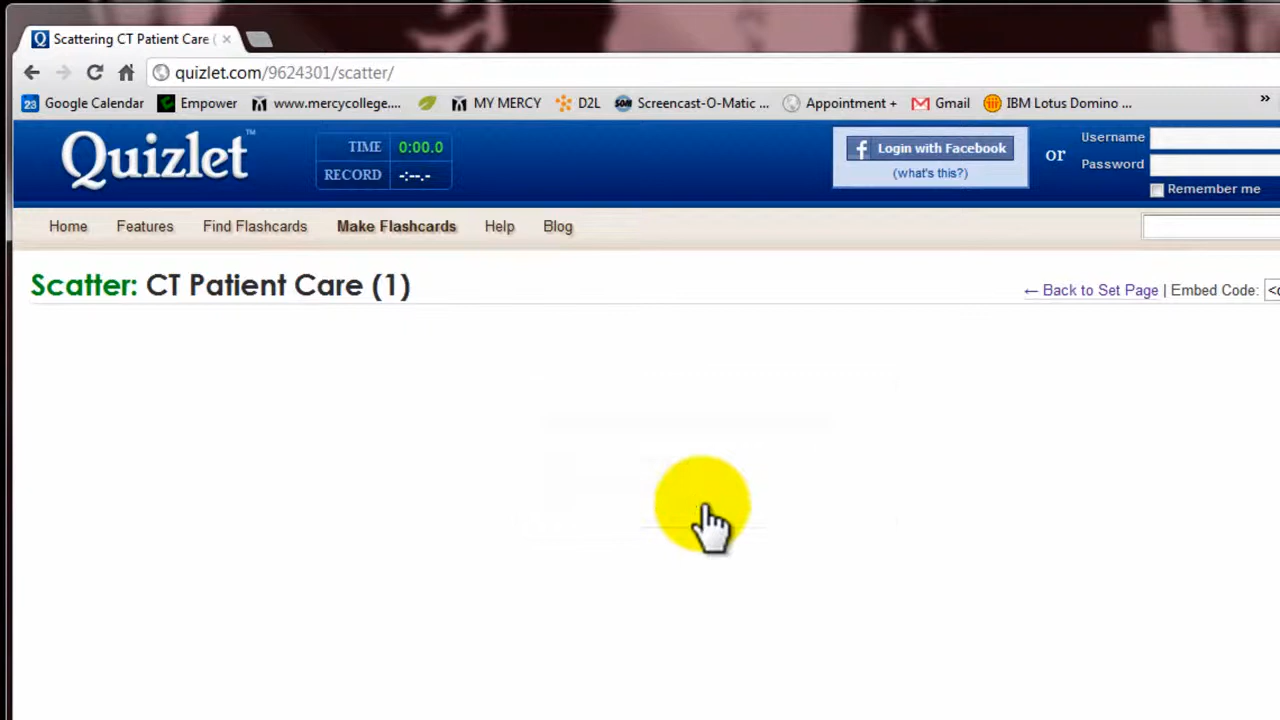 Scattering CT Patient Care (
quizlet.com/9624301/scatter/
23 Google Calendar Empower www.mercycollege.... MY MERCY D2L SOM Screencast-O-Matic ... Appointment + Gmail IBM Lotus Domino ... »
Quizlet™ TIME 0:00.0 Login with Facebook or Username
RECORD -:--.- (what's this?) Password
Remember me
Home Features Find Flashcards Make Flashcards Help Blog
Scatter: CT Patient Care (1) ← Back to Set Page | Embed Code: